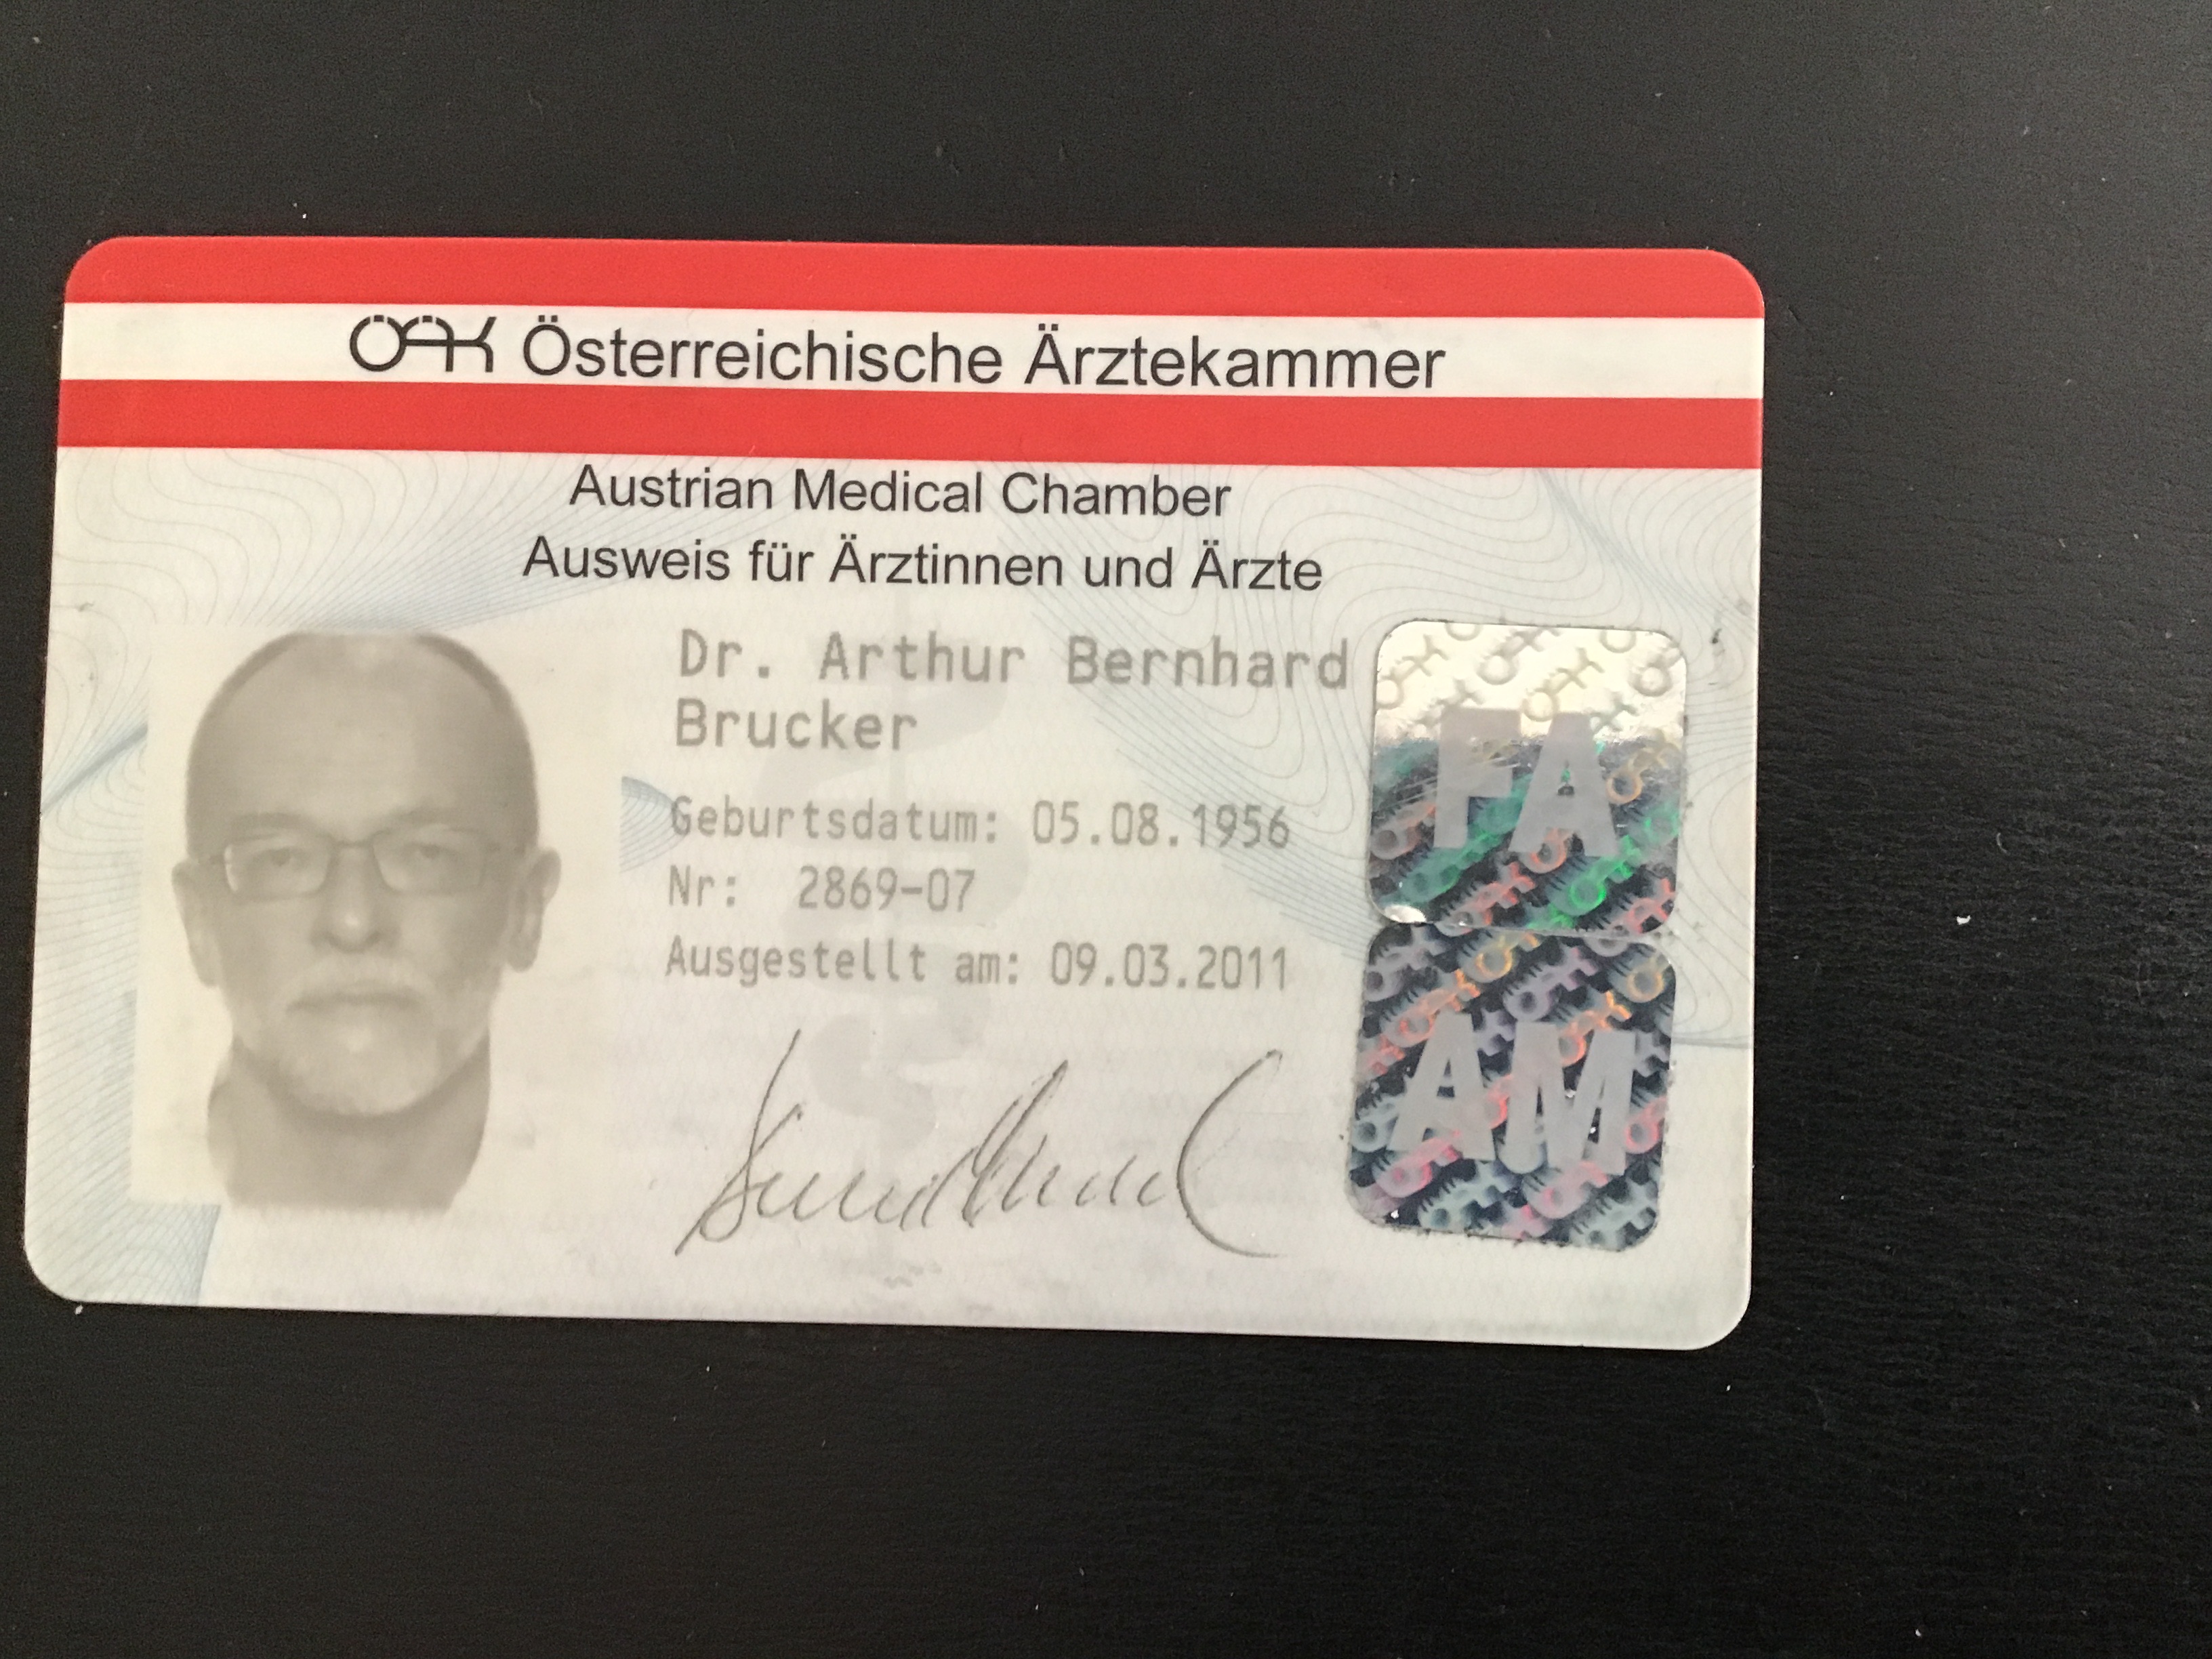 ÖÄK Österreichische Ärztekammer
Austrian Medical Chamber
Ausweis für Ärztinnen und Ärzte
Dr. Arthur Bernhard
Brucker
Geburtsdatum: 05.08.1956
Nr: 2869-07
Ausgestellt am: 09.03.2011
FA
AM